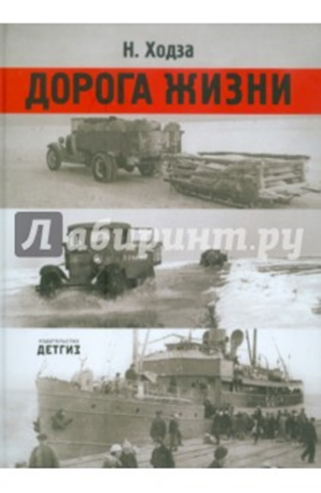 Н. Ходза
ДОРОГА ЖИЗНИ
Лабиринт.ру
ИЗДАТЕЛЬСТВО
ДЕТГИЗ